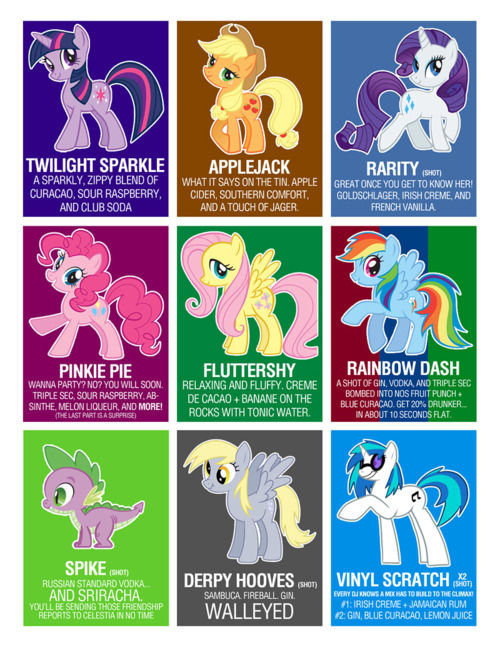 TWILIGHT SPARKLE
A SPARKLY, ZIPPY BLEND OF
CURACAO, SOUR RASPBERRY,
AND CLUB SODA
APPLEJACK
WHAT IT SAYS ON THE TIN. APPLE
CIDER, SOUTHERN COMFORT,
AND A TOUCH OF JAGER.
RARITY (SHOT)
GREAT ONCE YOU GET TO KNOW HER!
GOLDSCHLAGER, IRISH CREME, AND
FRENCH VANILLA.
PINKIE PIE
WANNA PARTY? NO? YOU WILL SOON.
TRIPLE SEC, SOUR RASPBERRY, AB-
SINTHE, MELON LIQUEUR, AND MORE!
(THE LAST PART IS A SURPRISE)
FLUTTERSHY
RELAXING AND FLUFFY. CREME
DE CACAO + BANANE ON THE
ROCKS WITH TONIC WATER.
RAINBOW DASH
A SHOT OF GIN, VODKA, AND TRIPLE SEC
BOMBED INTO NOS FRUIT PUNCH +
BLUE CURACAO. GET 20% DRUNKER...
IN ABOUT 10 SECONDS FLAT.
SPIKE (SHOT)
RUSSIAN STANDARD VODKA...
AND SRIRACHA.
YOU'LL BE SENDING THOSE FRIENDSHIP
REPORTS TO CELESTIA IN NO TIME
DERPY HOOVES (SHOT)
SAMBUCA. FIREBALL. GIN.
WALLEYED
VINYL SCRATCH X2 (SHOT)
EVERY DJ KNOWS A MIX HAS TO BUILD TO THE CLIMAX!
#1: IRISH CREME + JAMAICAN RUM
#2: GIN, BLUE CURACAO, LEMON JUICE